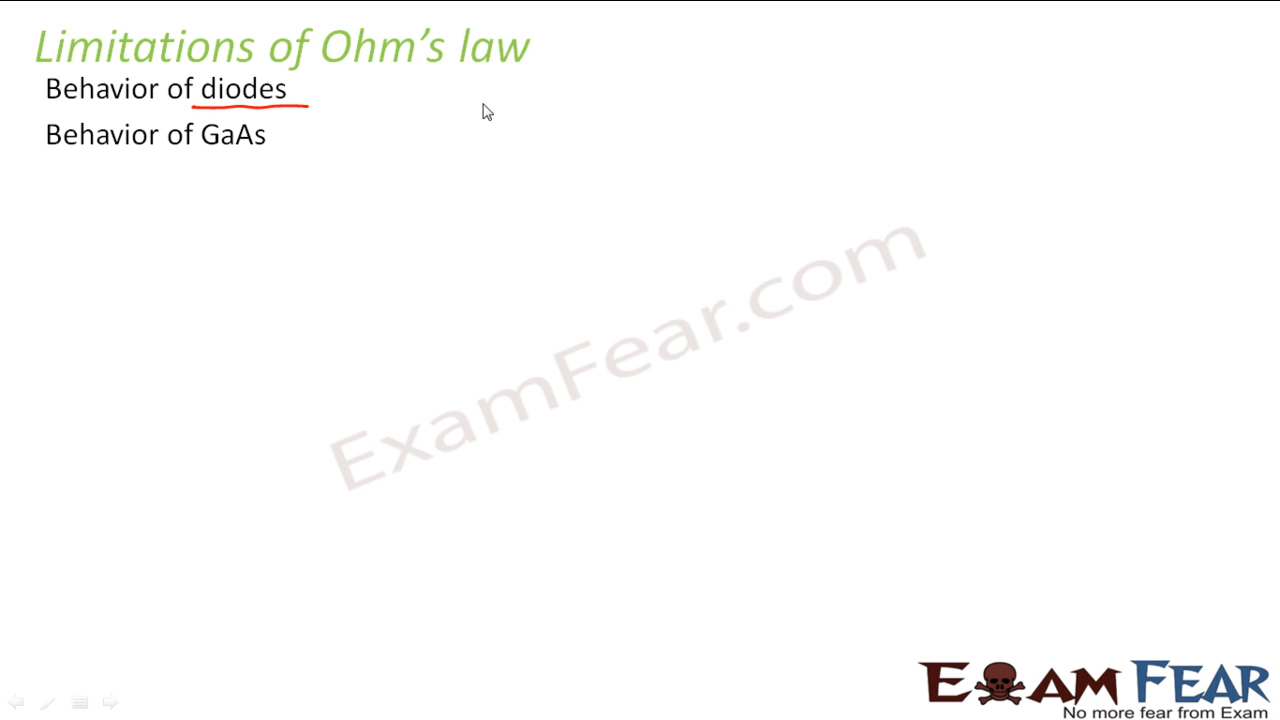 Limitations of Ohm’s law
Behavior of diodes
Behavior of GaAs
ExamFear.com
EXAM FEAR
No more fear from Exam